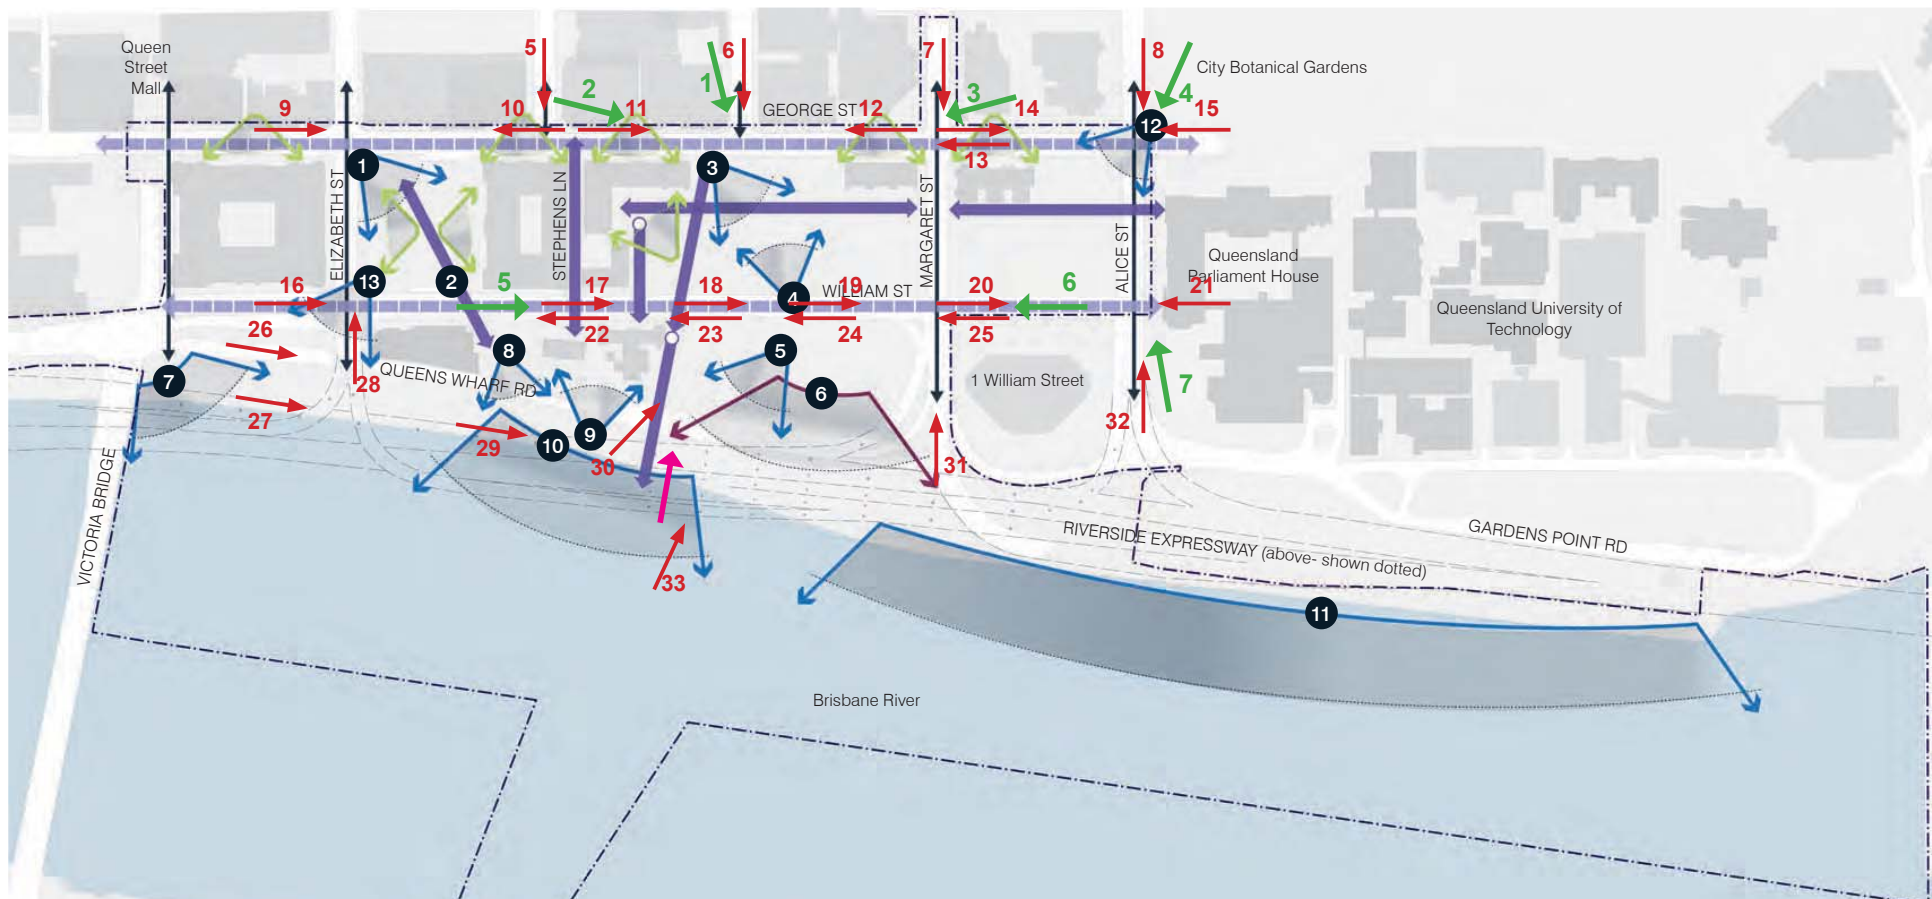 Queen
Street
Mall
5
6
7
8
City Botanical Gardens
1
2
3
4
9
10
11
GEORGE ST
12
14
15
12
13
1
3
ELIZABETH ST
STEPHENS LN
MARGARET ST
ALICE ST
Queensland
Parliament House
13
2
16
5
17
18
4
19
WILLIAM ST
20
6
21
22
23
24
25
Queensland University of
Technology
26
7
28
QUEENS WHARF RD
8
5
6
1 William Street
7
27
29
10
9
30
31
32
VICTORIA BRIDGE
RIVERSIDE EXPRESSWAY (above- shown dotted)
GARDENS POINT RD
33
11
Brisbane River